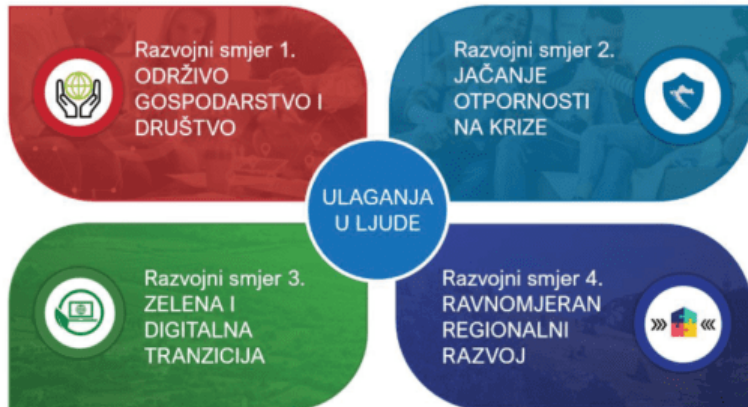 Razvojni smjer 1.
ODRŽIVO
GOSPODARSTVO I
DRUŠTVO
Razvojni smjer 2.
JAČANJE
OTPORNOSTI
NA KRIZE
ULAGANJA
U LJUDE
Razvojni smjer 3.
ZELENA I
DIGITALNA
TRANZICIJA
Razvojni smjer 4.
RAVNOMJERAN
REGIONALNI
RAZVOJ